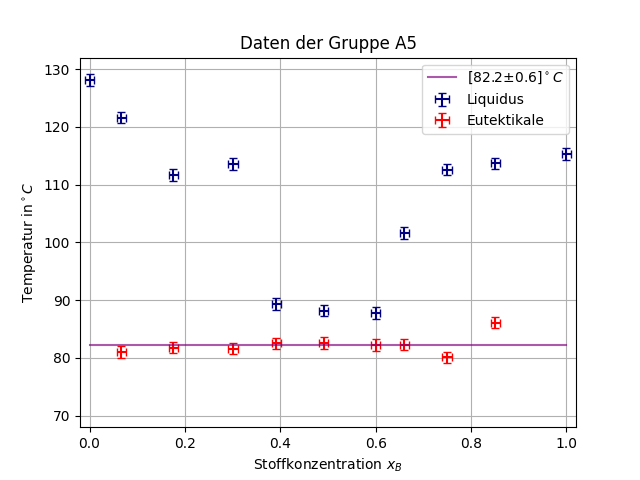 Daten der Gruppe A5
[82.2±0.6]°C
Liquidus
Eutektikale
Temperatur in°C
130
120
110
100
90
80
70
0.0 0.2 0.4 0.6 0.8 1.0
Stoffkonzentration x_B